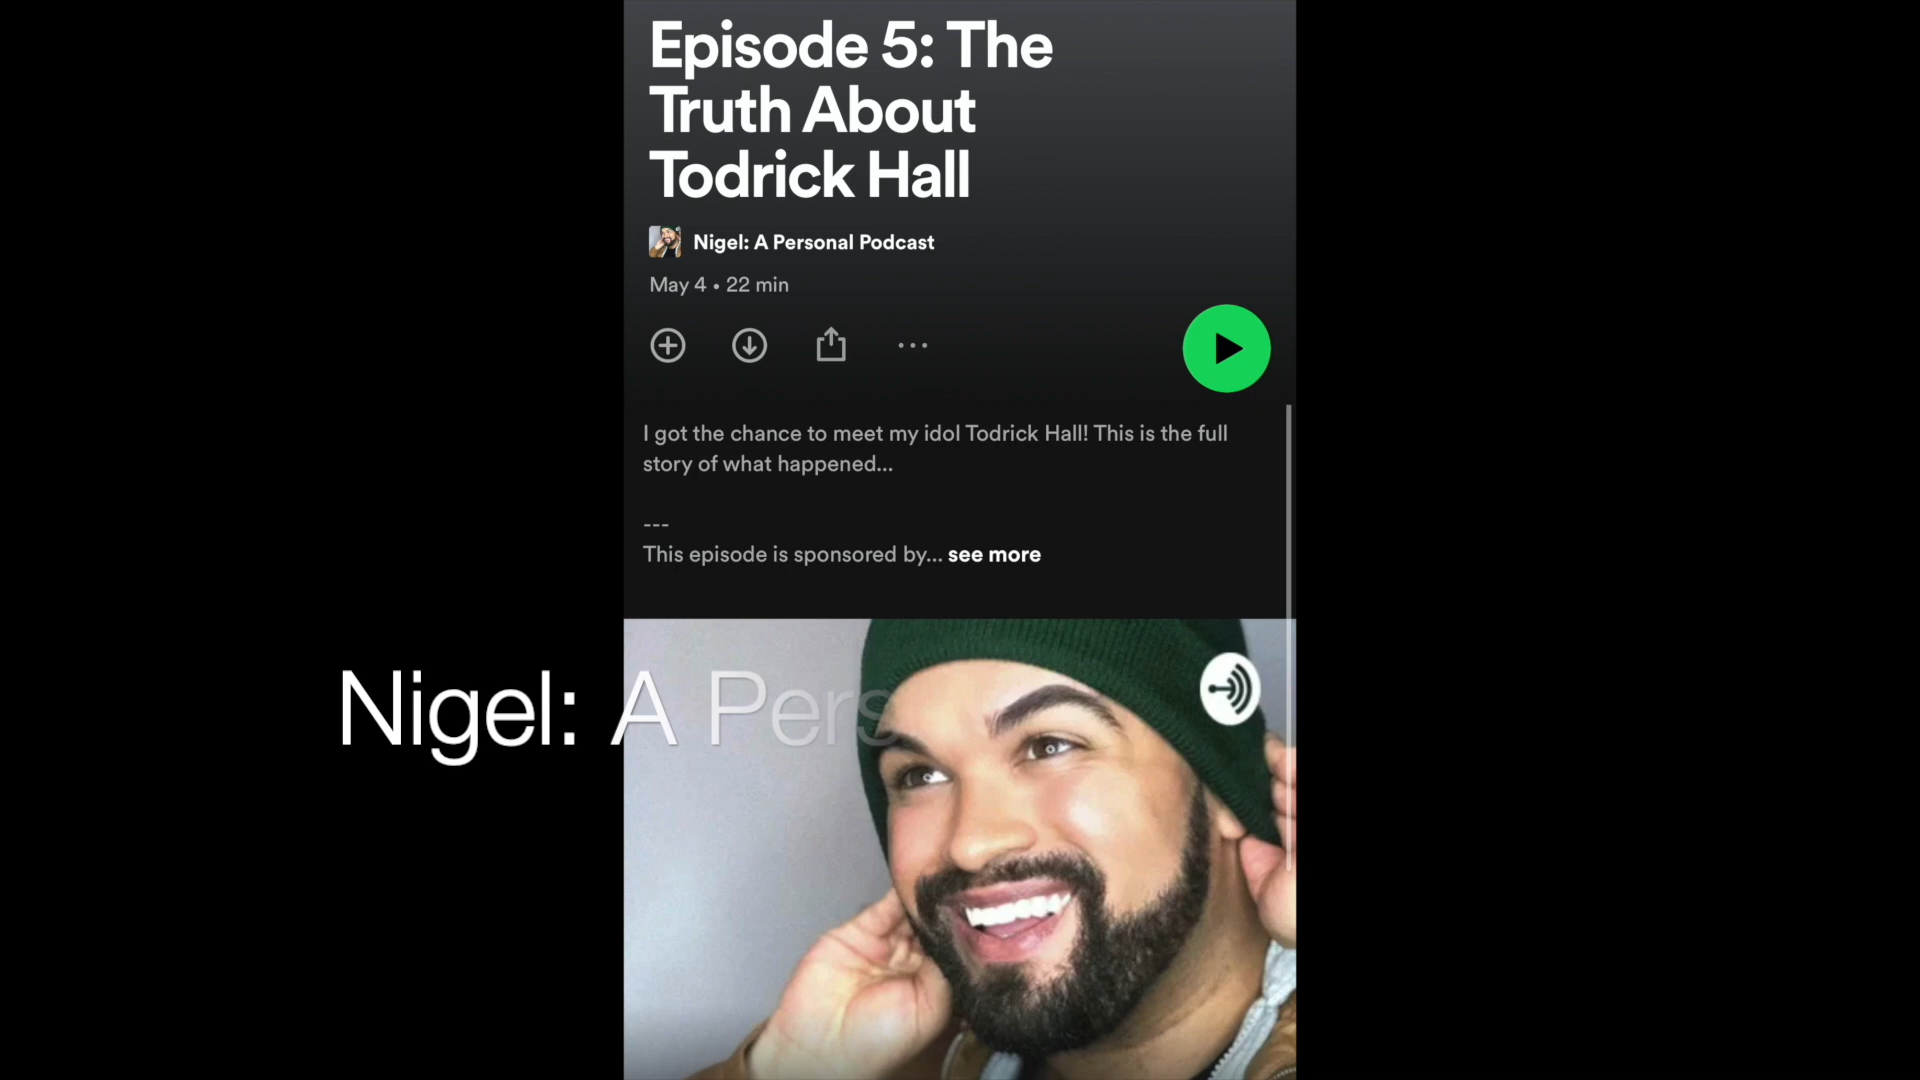 Episode 5: The
Truth About
Todrick Hall
Nigel: A Personal Podcast
May 4 • 22 min
I got the chance to meet my idol Todrick Hall! This is the full
story of what happened...
---
This episode is sponsored by... see more
Nigel: A Pers